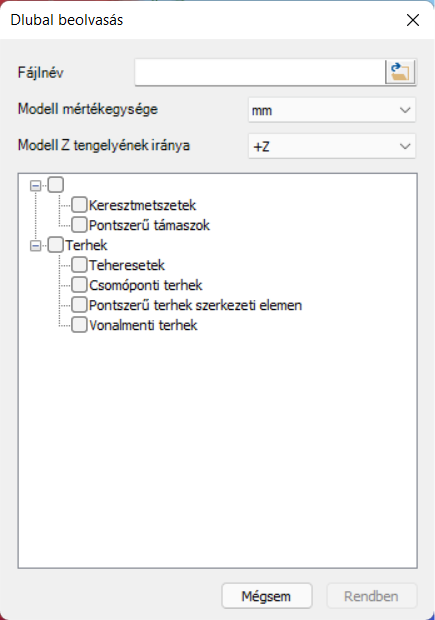 Dlubal beolvasás
Fájlnév
Modell mértékegysége mm
Modell Z tengelyének iránya +Z
Keresztmetszetek
Pontszerű támaszok
Terhek
Teheresetek
Csomóponti terhek
Pontszerű terhek szerkezeti elemen
Vonalmenti terhek
Mégsem Rendben